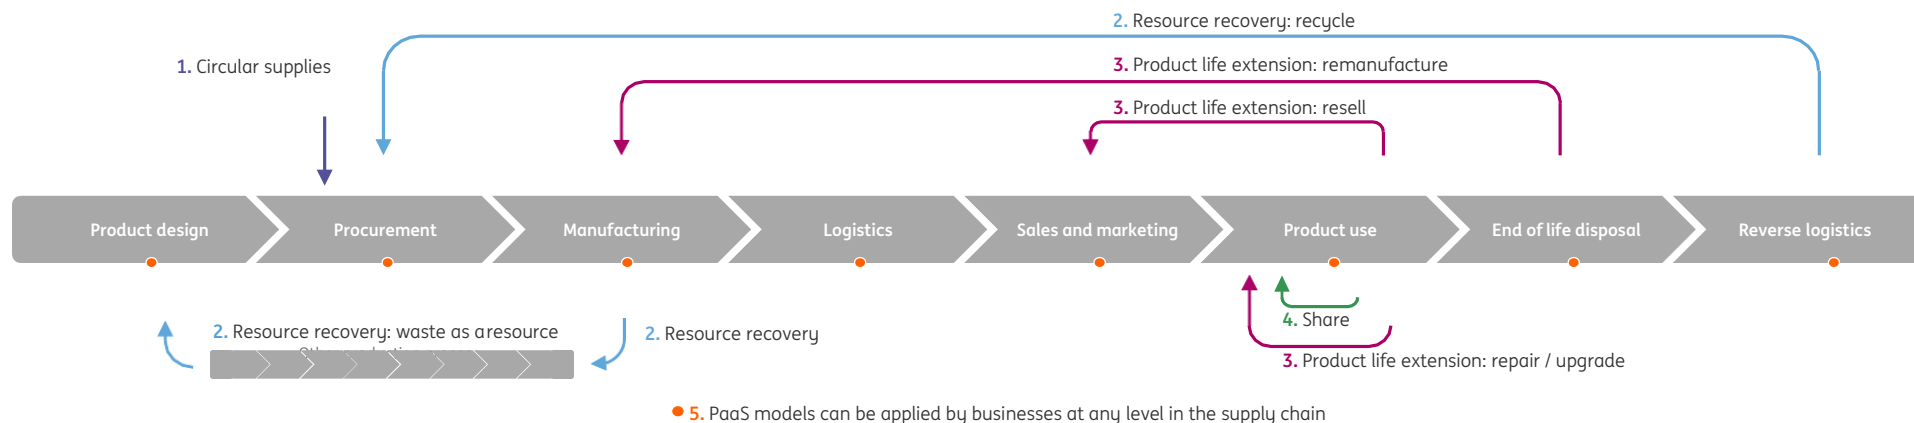 2. Resource recovery: recycle
1. Circular supplies
3. Product life extension: remanufacture
3. Product life extension: resell
Product design
Procurement
Manufacturing
Logistics
Sales and marketing
Product use
End of life disposal
Reverse logistics
2. Resource recovery: waste as a resource
2. Resource recovery
4. Share
3. Product life extension: repair / upgrade
5. PaaS models can be applied by businesses at any level in the supply chain